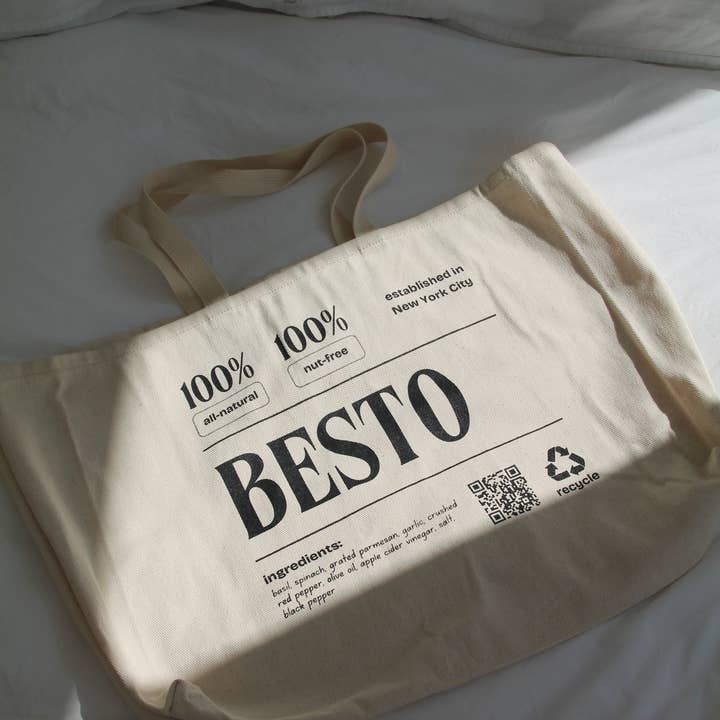 100% 100% established in
all-natural nut-free New York City
BESTO
recycle
ingredients:
basil, spinach, grated parmesan, garlic, crushed
red pepper, olive oil, apple cider vinegar, salt,
black pepper